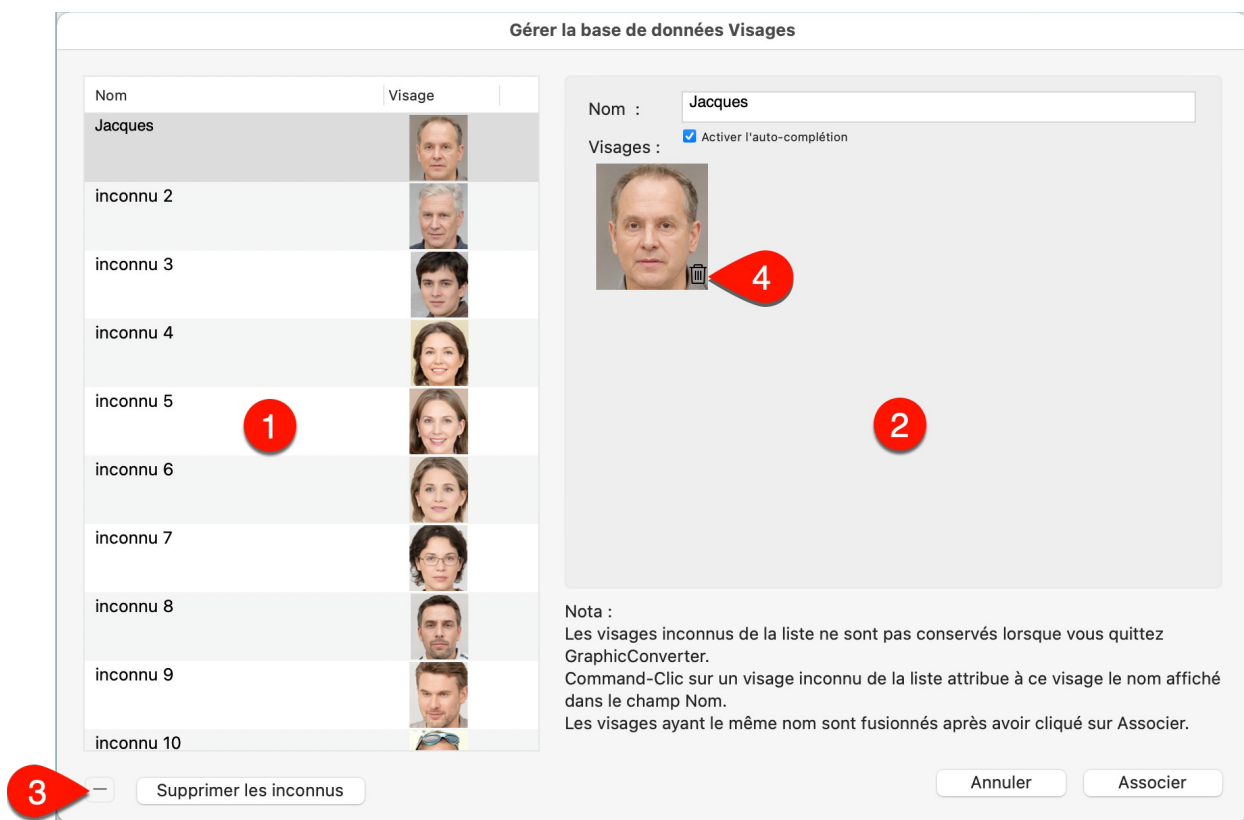 Gérer la base de données Visages
Nom Visage
Jacques
inconnu 2
inconnu 3
inconnu 4
inconnu 5
1
inconnu 6
inconnu 7
inconnu 8
inconnu 9
inconnu 10
3
Supprimer les inconnus
Nom : Jacques
Activer l'auto-complétion
Visages :
4
2
Nota :
Les visages inconnus de la liste ne sont pas conservés lorsque vous quittez
GraphicConverter.
Command-Clic sur un visage inconnu de la liste attribue à ce visage le nom affiché
dans le champ Nom.
Les visages ayant le même nom sont fusionnés après avoir cliqué sur Associer.
Annuler Associer